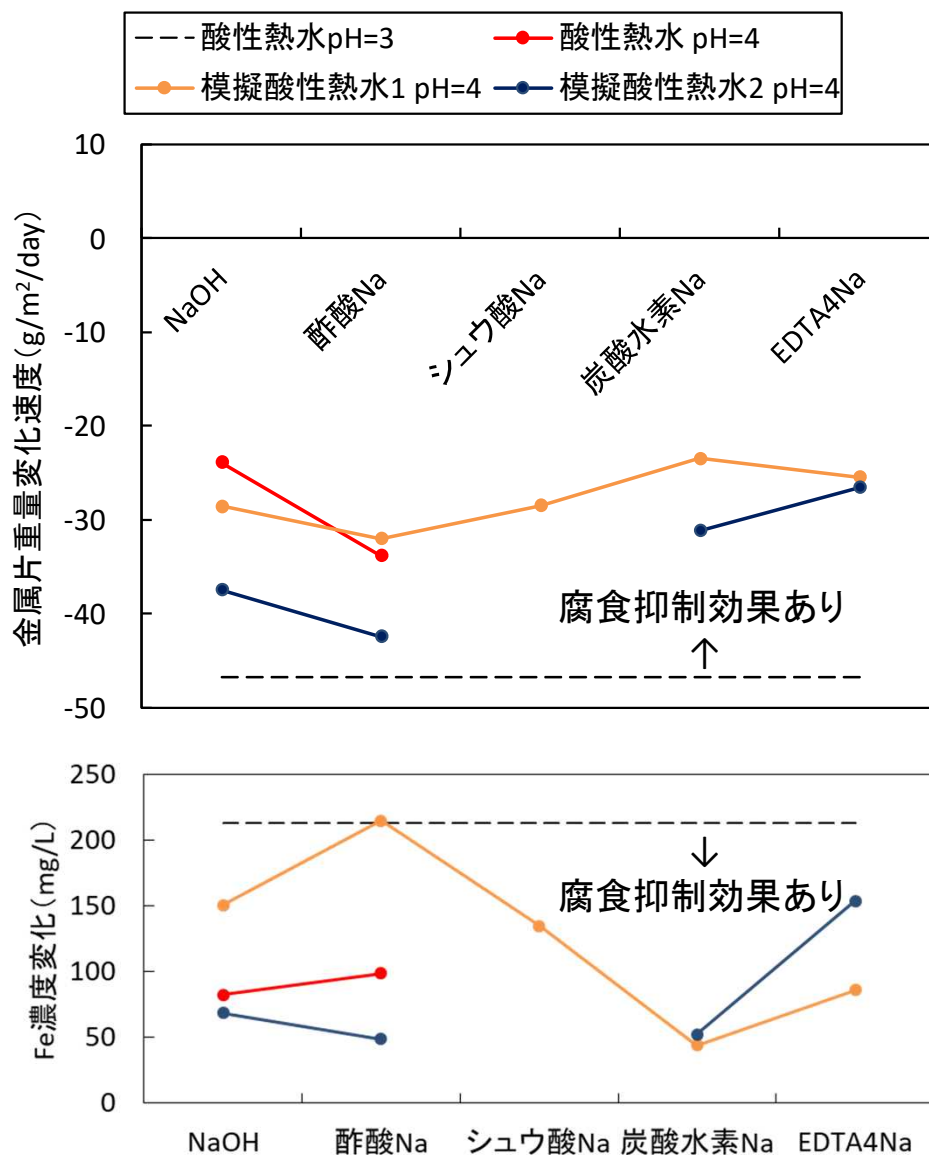 酸性熱水pH=3 酸性熱水 pH=4
模擬酸性熱水1 pH=4 模擬酸性熱水2 pH=4
金属片重量変化速度(g/m²/day)
10
0
-10
-20
-30
-40
-50
NaOH
酢酸Na
シュウ酸Na
炭酸水素Na
EDTA4Na
腐食抑制効果あり
↑
Fe濃度変化(mg/L)
250
200
150
100
50
0
↓
腐食抑制効果あり
NaOH 酢酸Na シュウ酸Na 炭酸水素Na EDTA4Na